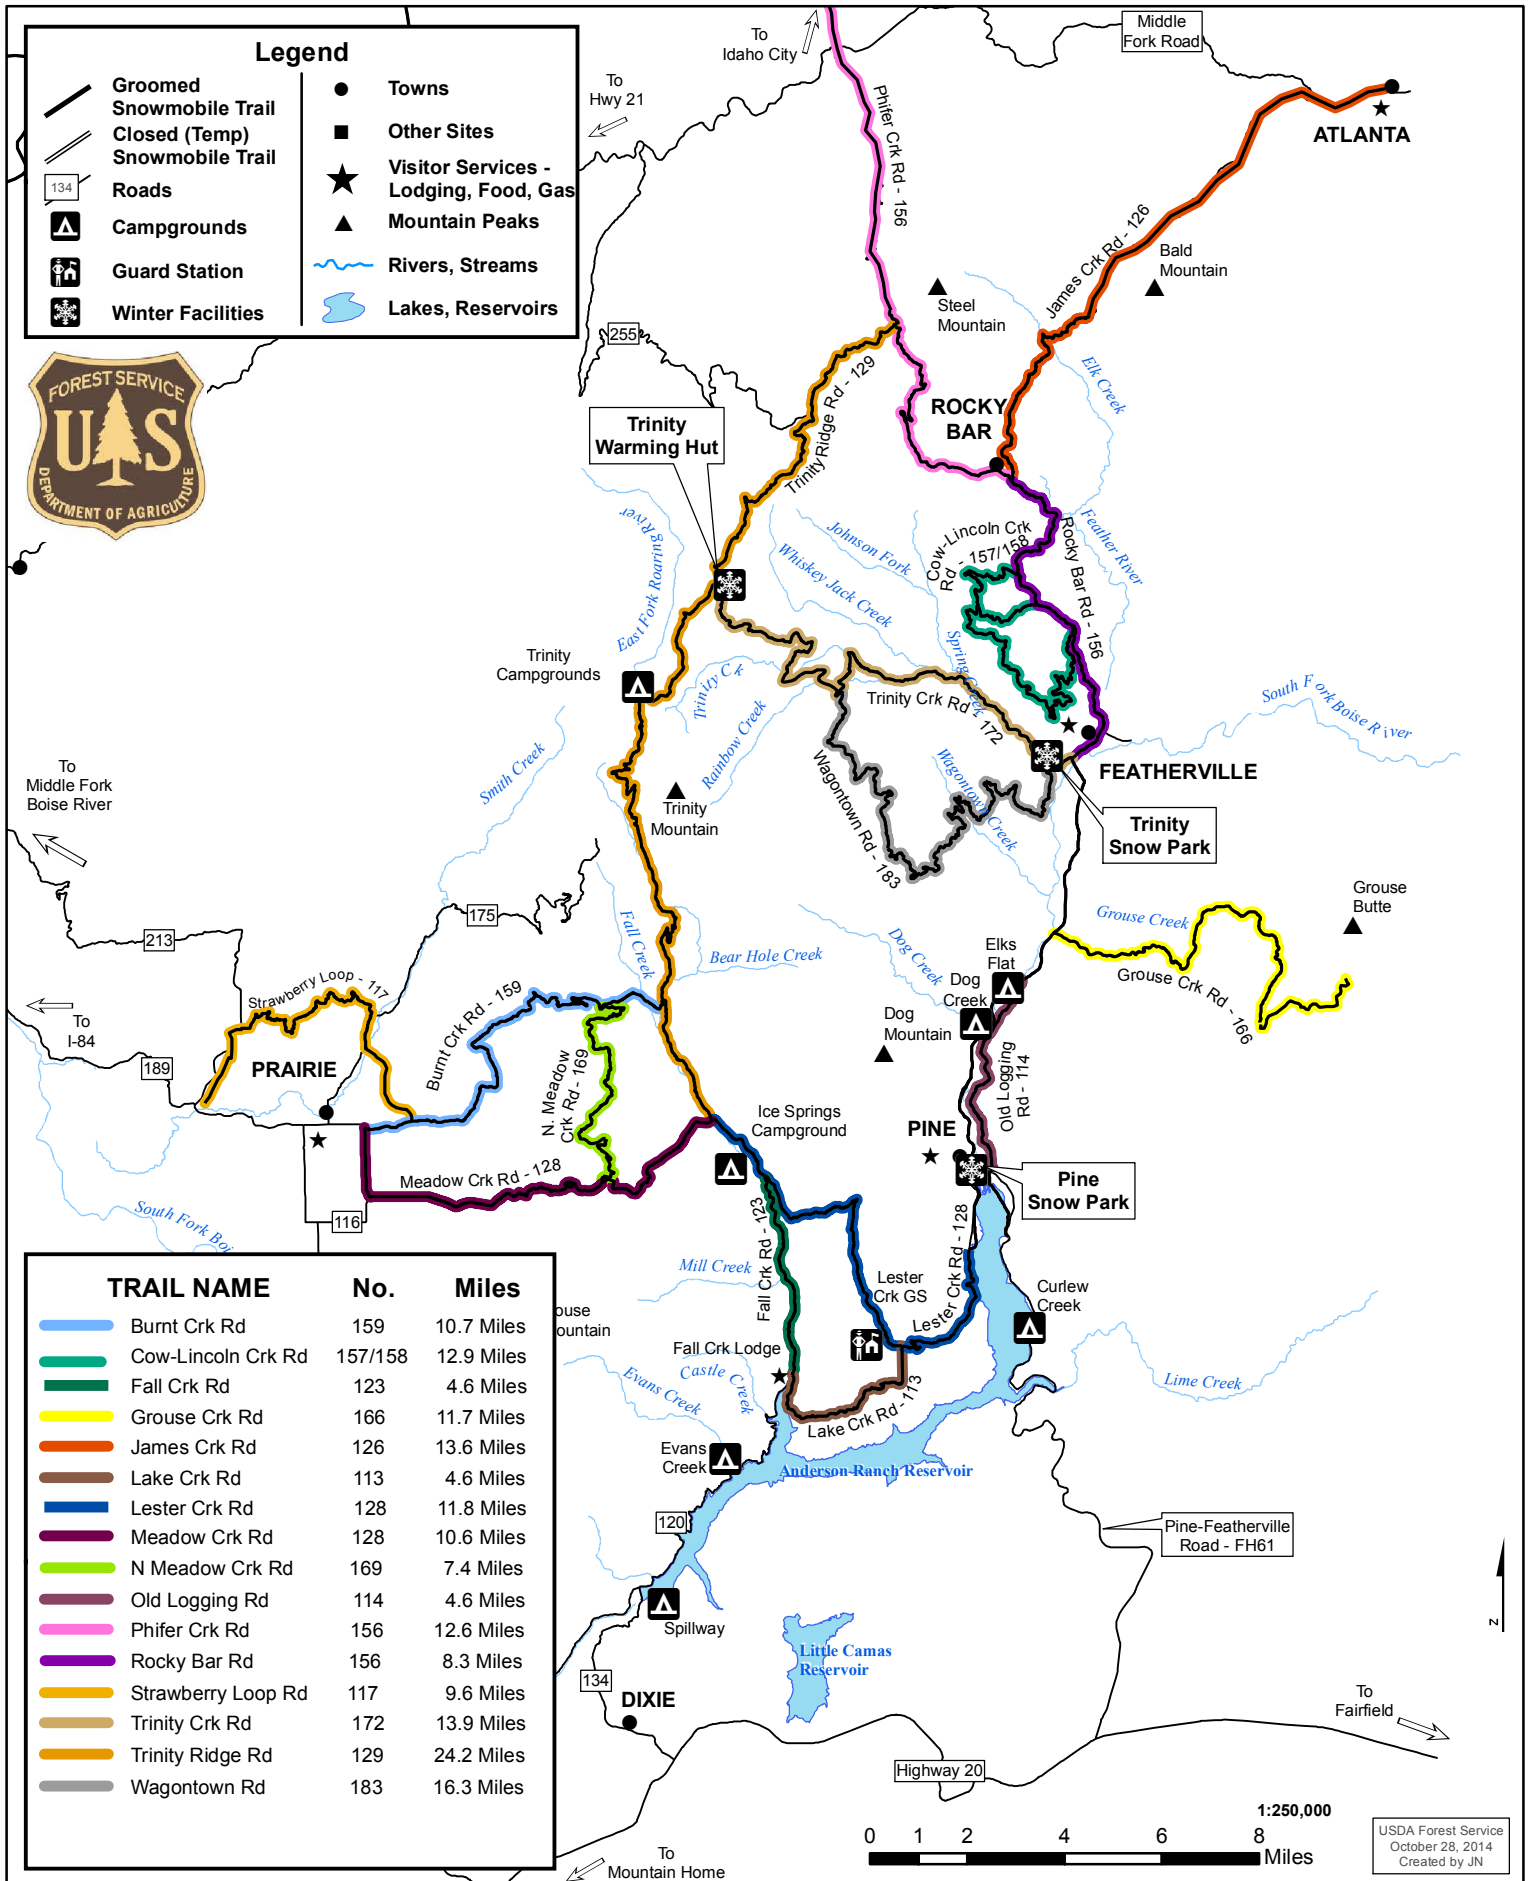 Legend
Groomed
Snowmobile Trail
Closed (Temp)
Snowmobile Trail
134
Roads
Campgrounds
Guard Station
Winter Facilities
Towns
Other Sites
Visitor Services -
Lodging, Food, Gas
Mountain Peaks
Rivers, Streams
Lakes, Reservoirs
FOREST SERVICE
U S
DEPARTMENT OF AGRICULTURE
To
Idaho City
To
Hwy 21
Middle
Fork Road
ATLANTA
Phifer Crk Rd - 156
James Crk Rd - 126
Bald
Mountain
Steel
Mountain
255
Elk Creek
Trinity Ridge Rd - 129
ROCKY
BAR
Trinity
Warming Hut
East Fork Roaring River
Johnson Fork
Whiskey Jack Creek
Cow-Lincoln Crk
Rd - 157/158
Rocky Bar Rd - 156
Feather River
Spring Creek
Trinity
Campgrounds
Trinity Ck
Rainbow Creek
Trinity Crk Rd - 172
South Fork Boise River
Smith Creek
Trinity
Mountain
Wagontown Rd - 183
Wagontown Creek
FEATHERVILLE
Trinity
Snow Park
To
Middle Fork
Boise River
175
213
Fall Creek
Bear Hole Creek
Dog Creek
Elks
Flat
Dog
Creek
Dog
Mountain
Grouse Creek
Grouse
Butte
Grouse Crk Rd - 166
Strawberry Loop - 117
Burnt Crk Rd - 159
To
I-84
189
PRAIRIE
N. Meadow
Crk Rd - 169
Old Logging
Rd - 114
Ice Springs
Campground
PINE
Meadow Crk Rd - 128
Pine
Snow Park
116
South Fork Boi
Fall Crk Rd - 123
Mill Creek
Lester
Crk GS
Lester Crk Rd - 128
Curlew
Creek
ouse
ountain
Fall Crk Lodge
Castle Creek
Evans Creek
Lake Crk Rd - 113
Lime Creek
Evans
Creek
Anderson Ranch Reservoir
120
Pine-Featherville
Road - FH61
Spillway
Little Camas
Reservoir
134
DIXIE
To
Fairfield
Highway 20
To
Mountain Home
TRAIL NAME No. Miles
Burnt Crk Rd 159 10.7 Miles
Cow-Lincoln Crk Rd 157/158 12.9 Miles
Fall Crk Rd 123 4.6 Miles
Grouse Crk Rd 166 11.7 Miles
James Crk Rd 126 13.6 Miles
Lake Crk Rd 113 4.6 Miles
Lester Crk Rd 128 11.8 Miles
Meadow Crk Rd 128 10.6 Miles
N Meadow Crk Rd 169 7.4 Miles
Old Logging Rd 114 4.6 Miles
Phifer Crk Rd 156 12.6 Miles
Rocky Bar Rd 156 8.3 Miles
Strawberry Loop Rd 117 9.6 Miles
Trinity Crk Rd 172 13.9 Miles
Trinity Ridge Rd 129 24.2 Miles
Wagontown Rd 183 16.3 Miles
1:250,000
0 1 2 4 6 8
Miles
z
USDA Forest Service
October 28, 2014
Created by JN